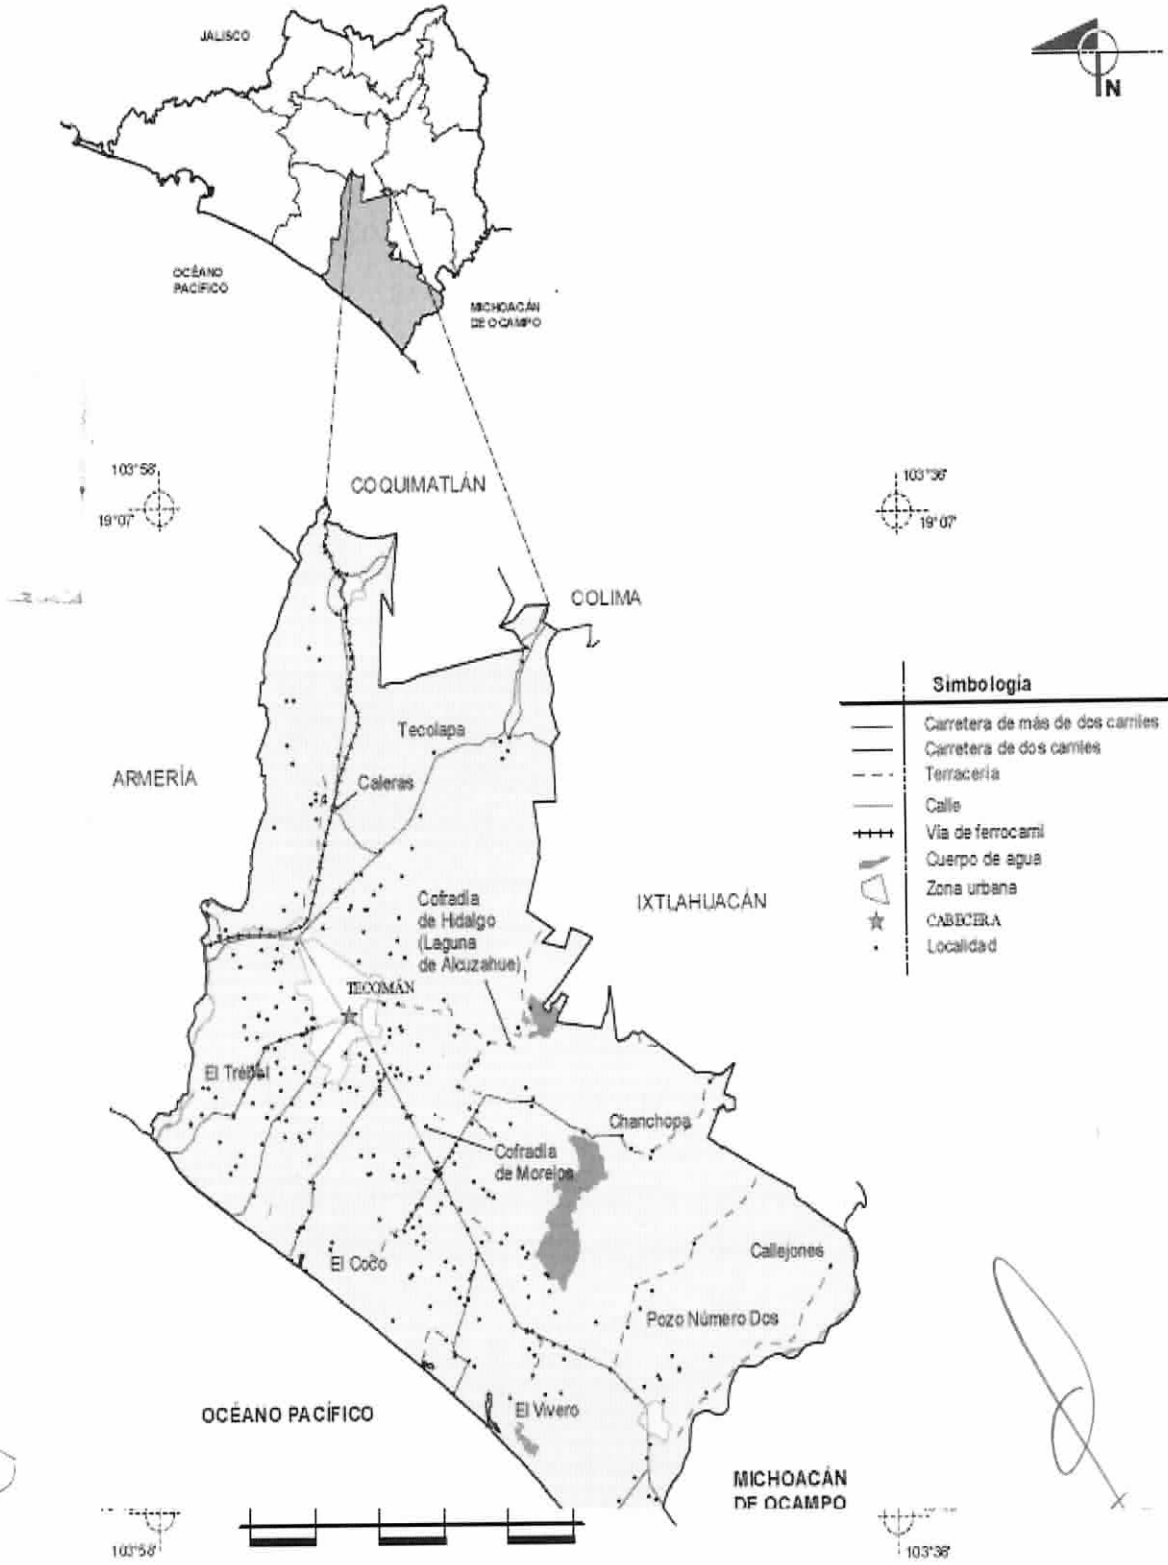 JALISCO
N
OCÉANO
PACÍFICO
MICHOACÁN
DE OCAMPO
103°58'
19°07'
COQUIMATLÁN
103°36'
19°07'
COLIMA
Simbología
Carretera de más de dos carriles
Carretera de dos carriles
Terracería
Calle
Vía de ferrocarril
Cuerpo de agua
Zona urbana
CABECERA
Localidad
Tecolapa
ARMERÍA
Caleras
Cofradía
de Hidalgo
(Laguna
de Alcuzahue)
IXTLAHUACÁN
TECOMÁN
El Trébol
Chanchopa
Cofradía
de Morelos
Callejones
El Coco
Pozo Número Dos
El Vivero
OCÉANO PACÍFICO
MICHOACÁN
DE OCAMPO
103°58'
103°36'